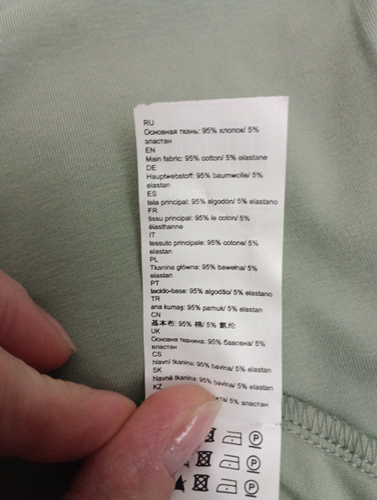 RU
Основная ткань: 95% хлопок/ 5%
эластан
EN
Main fabric: 95% cotton/ 5% elastane
DE
Hauptwebstoff: 95% baumwolle/ 5%
elastan
ES
tela principal: 95% algodón/ 5% elastano
FR
tissu principal: 95% le coton/ 5%
élasthanne
IT
tessuto principale: 95% cotone/ 5%
elastan
PL
Tkanina główna: 95% bawełna/ 5%
elastan
PT
tecido-base: 95% algodão/ 5% elastano
TR
ana kumaş: 95% pamuk/ 5% elastan
CN
基本布: 95% 棉/ 5% 氨纶
UK
Основна тканина: 95% бавовна/ 5%
эластан
CS
hlavní tkanina: 95% bavlna/ 5% elastan
SK
hlavné tkanina: 95% bavlna/ 5% elastan
KZ
5% эластан
P
P
P